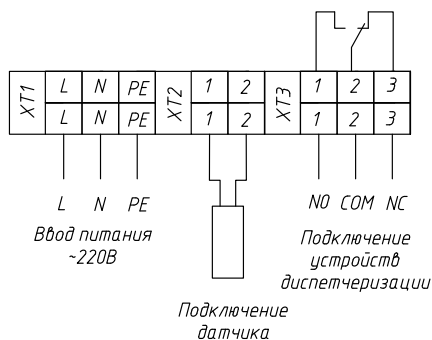 XT1 L N PE XT2 1 2 XT3 1 2 3
L N PE 1 2 1 2 3
L N PE NO COM NC
Ввод питания
~220В
Подключение
датчика
Подключение
устройств
диспетчеризации